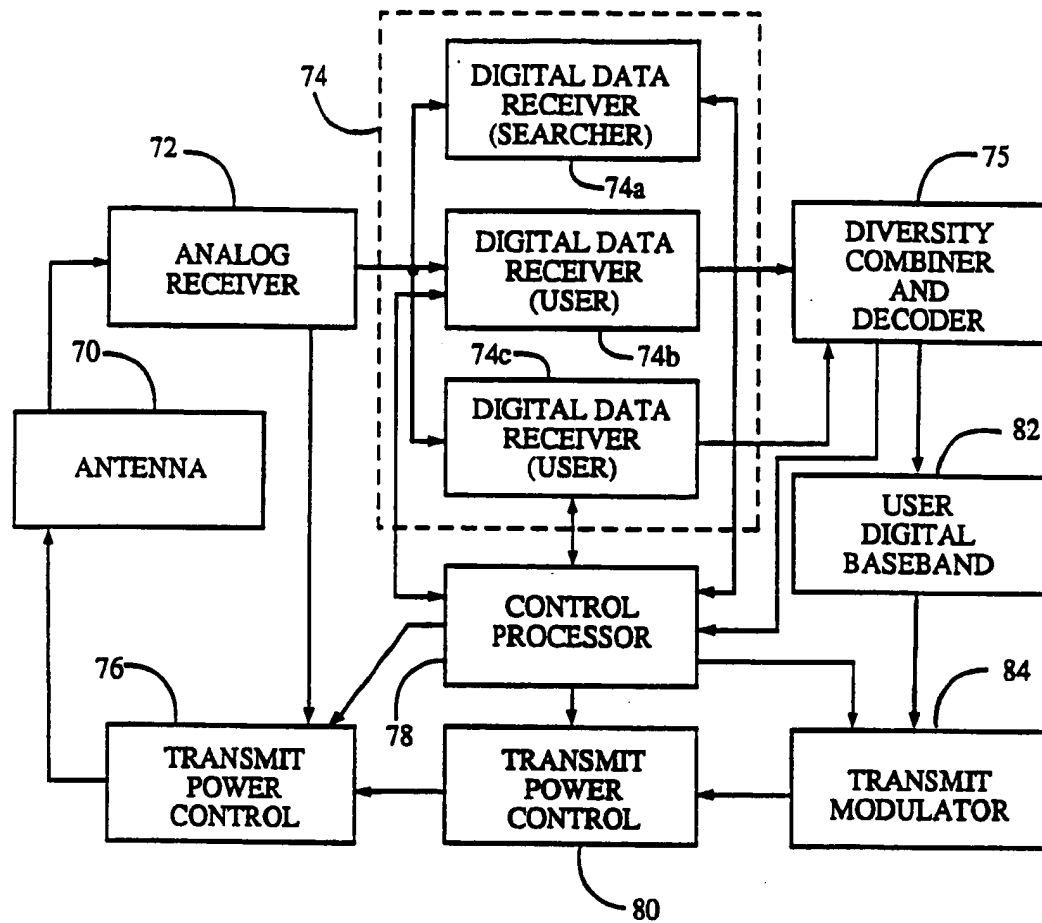 74
DIGITAL DATA
RECEIVER
(SEARCHER)
74a
72
ANALOG
RECEIVER
DIGITAL DATA
RECEIVER
(USER)
74b
75
DIVERSITY
COMBINER
AND
DECODER
70
ANTENNA
74c
DIGITAL DATA
RECEIVER
(USER)
82
USER
DIGITAL
BASEBAND
CONTROL
PROCESSOR
78
76
TRANSMIT
POWER
CONTROL
TRANSMIT
POWER
CONTROL
80
84
TRANSMIT
MODULATOR